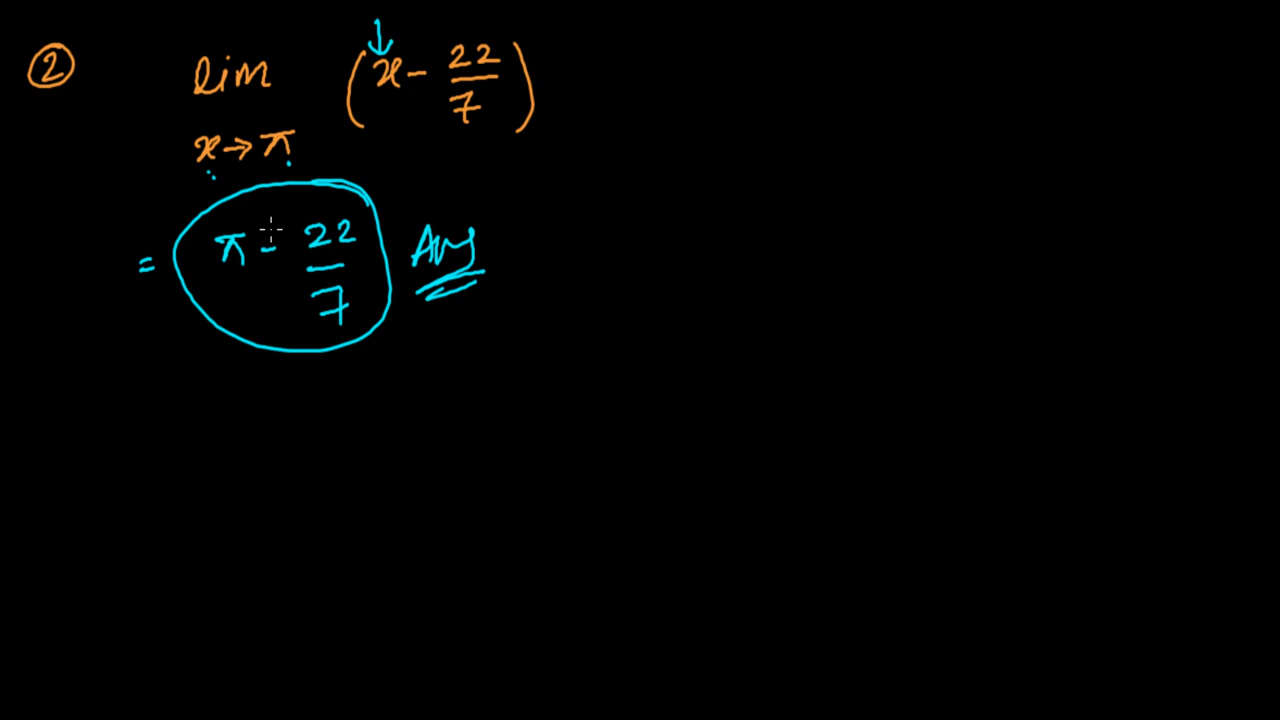 ② lim (x - 22/7)
x→π
= π - 22/7 Ans